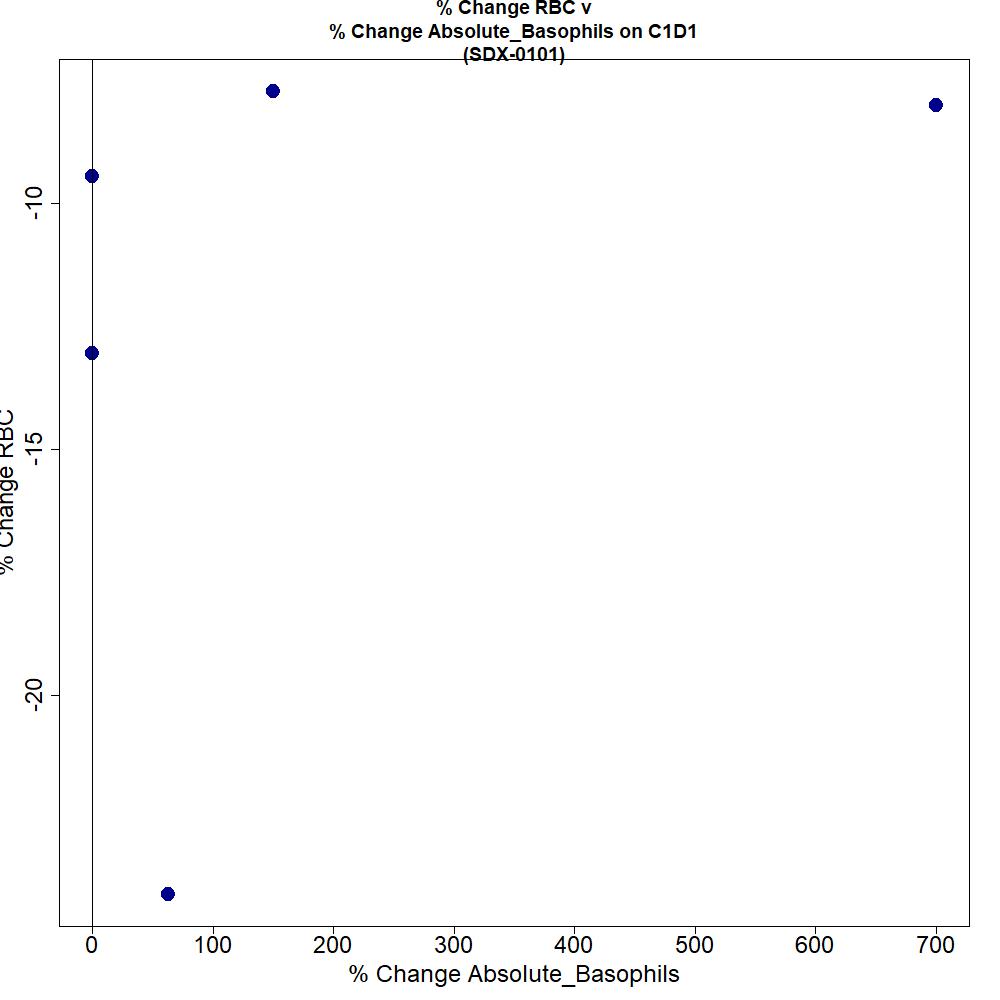 % Change RBC v
% Change Absolute_Basophils on C1D1
(SDX-0101)
-10
-15
-20
% Change RBC
0 100 200 300 400 500 600 700
% Change Absolute_Basophils